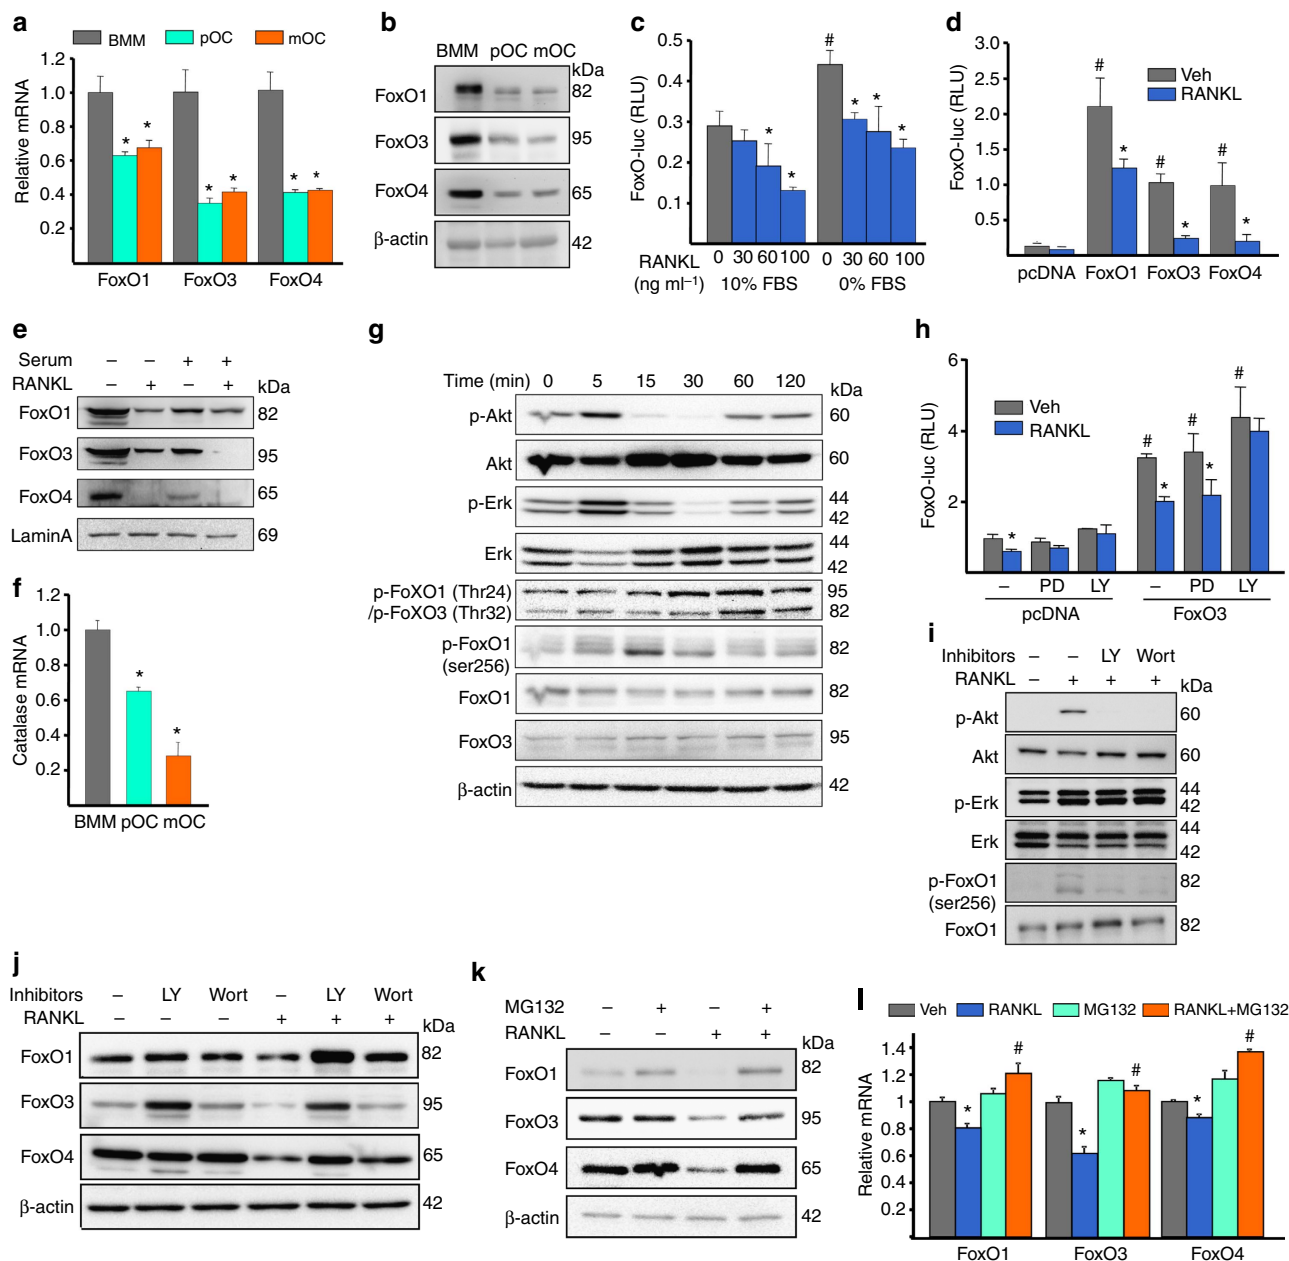 a
BMM pOC mOC
Relative mRNA
1.2
1.0
0.8
0.6
0.4
0.2
* * * * * *
FoxO1 FoxO3 FoxO4
b
BMM pOC mOC
kDa
FoxO1 82
FoxO3 95
FoxO4 65
β-actin 42
c
FoxO-luc (RLU)
0.5
0.4
0.3
0.2
0.1
# * * * * *
RANKL 0 30 60 100 0 30 60 100
(ng ml–1) 10% FBS 0% FBS
d
FoxO-luc (RLU)
3.0
2.5
2.0
1.5
1.0
0.5
Veh
RANKL
# * # * # *
pcDNA FoxO1 FoxO3 FoxO4
e
Serum – – + +
RANKL – + – +
kDa
FoxO1 82
FoxO3 95
FoxO4 65
LaminA 69
f
Catalase mRNA
1.2
1.0
0.8
0.6
0.4
0.2
* *
BMM pOC mOC
g
Time (min) 0 5 15 30 60 120
kDa
p-Akt 60
Akt 60
p-Erk 44
42
Erk 44
42
p-FoXO1 (Thr24) 95
/p-FoXO3 (Thr32) 82
p-FoxO1 82
(ser256)
FoxO1 82
FoxO3 95
β-actin 42
h
FoxO-luc (RLU)
6
4
2
Veh
RANKL
* # * # * #
– PD LY – PD LY
pcDNA FoxO3
i
Inhibitors – – LY Wort
RANKL – + + +
kDa
p-Akt 60
Akt 60
p-Erk 44
42
Erk 44
42
p-FoxO1 82
(ser256)
FoxO1 82
j
Inhibitors – LY Wort – LY Wort
RANKL – – – + + +
kDa
FoxO1 82
FoxO3 95
FoxO4 65
β-actin 42
k
MG132 – + – +
RANKL – – + +
kDa
FoxO1 82
FoxO3 95
FoxO4 65
β-actin 42
l
Veh RANKL MG132 RANKL+MG132
Relative mRNA
1.4
1.2
1
0.8
0.6
0.4
0.2
* # * # * #
FoxO1 FoxO3 FoxO4